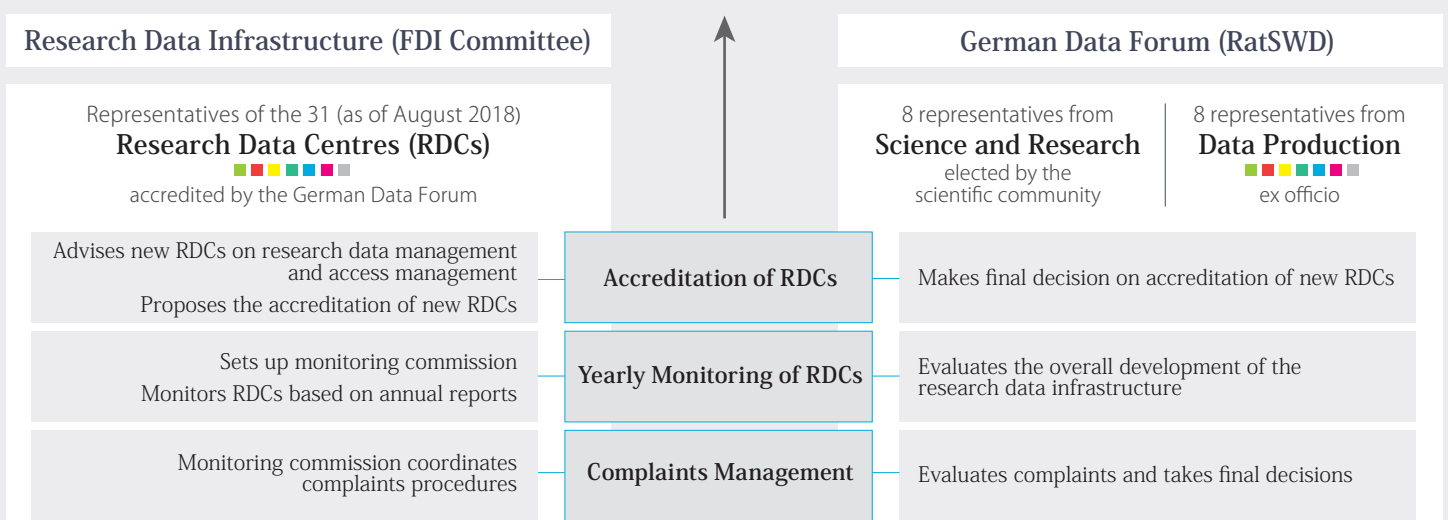 Research Data Infrastructure (FDI Committee)
German Data Forum (RatSWD)
Representatives of the 31 (as of August 2018)
Research Data Centres (RDCs)
accredited by the German Data Forum
8 representatives from
Science and Research
elected by the
scientific community
8 representatives from
Data Production
ex officio
Advises new RDCs on research data management
and access management
Proposes the accreditation of new RDCs
Accreditation of RDCs
Makes final decision on accreditation of new RDCs
Sets up monitoring commission
Monitors RDCs based on annual reports
Yearly Monitoring of RDCs
Evaluates the overall development of the
research data infrastructure
Monitoring commission coordinates
complaints procedures
Complaints Management
Evaluates complaints and takes final decisions